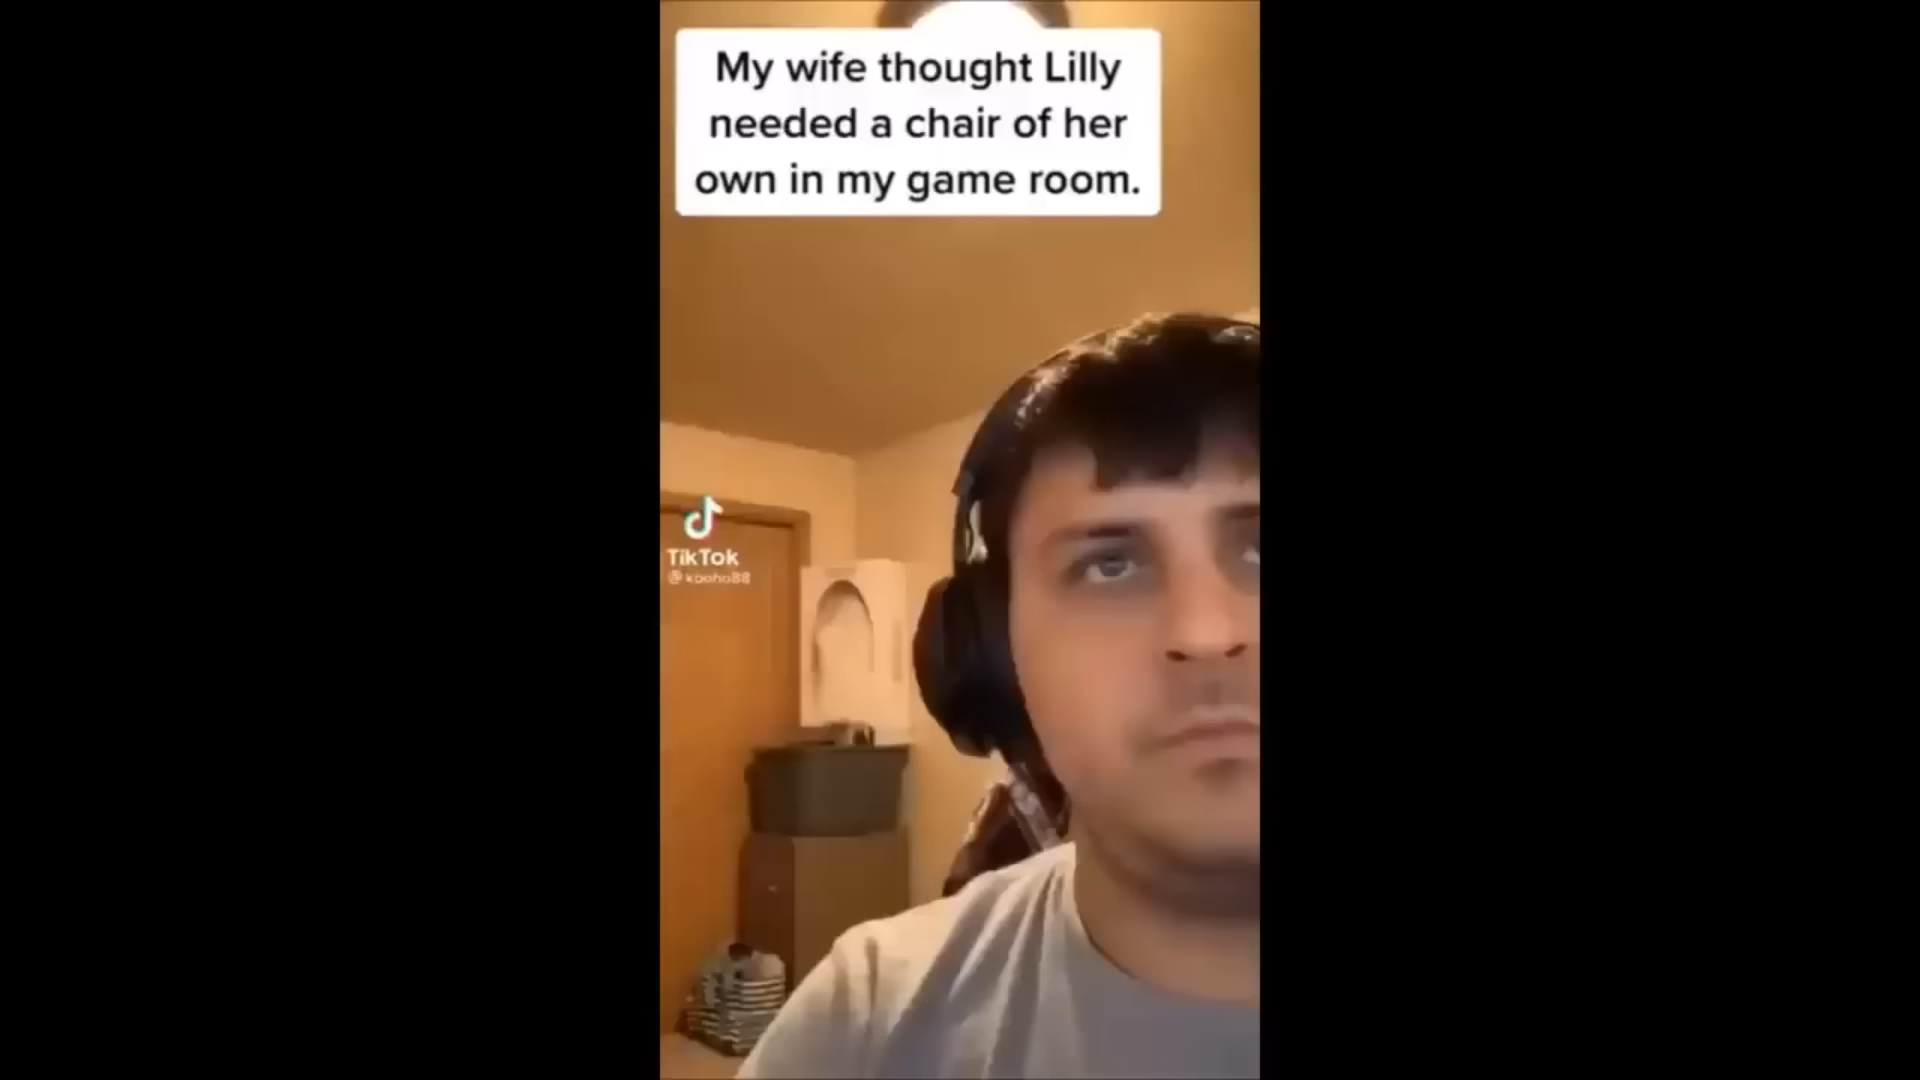 My wife thought Lilly
needed a chair of her
own in my game room.
TikTok